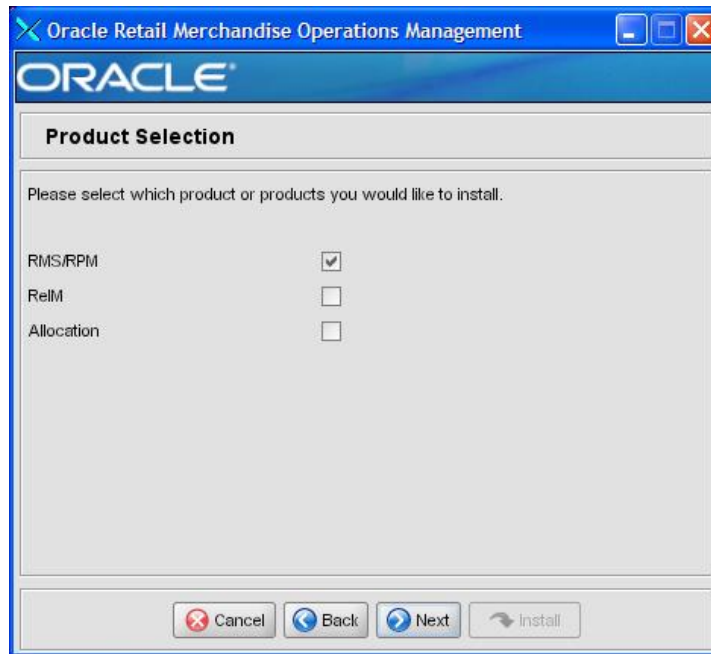 Oracle Retail Merchandise Operations Management
ORACLE
Product Selection
Please select which product or products you would like to install.
RMS/RPM
ReIM
Allocation
Cancel
Back
Next
Install